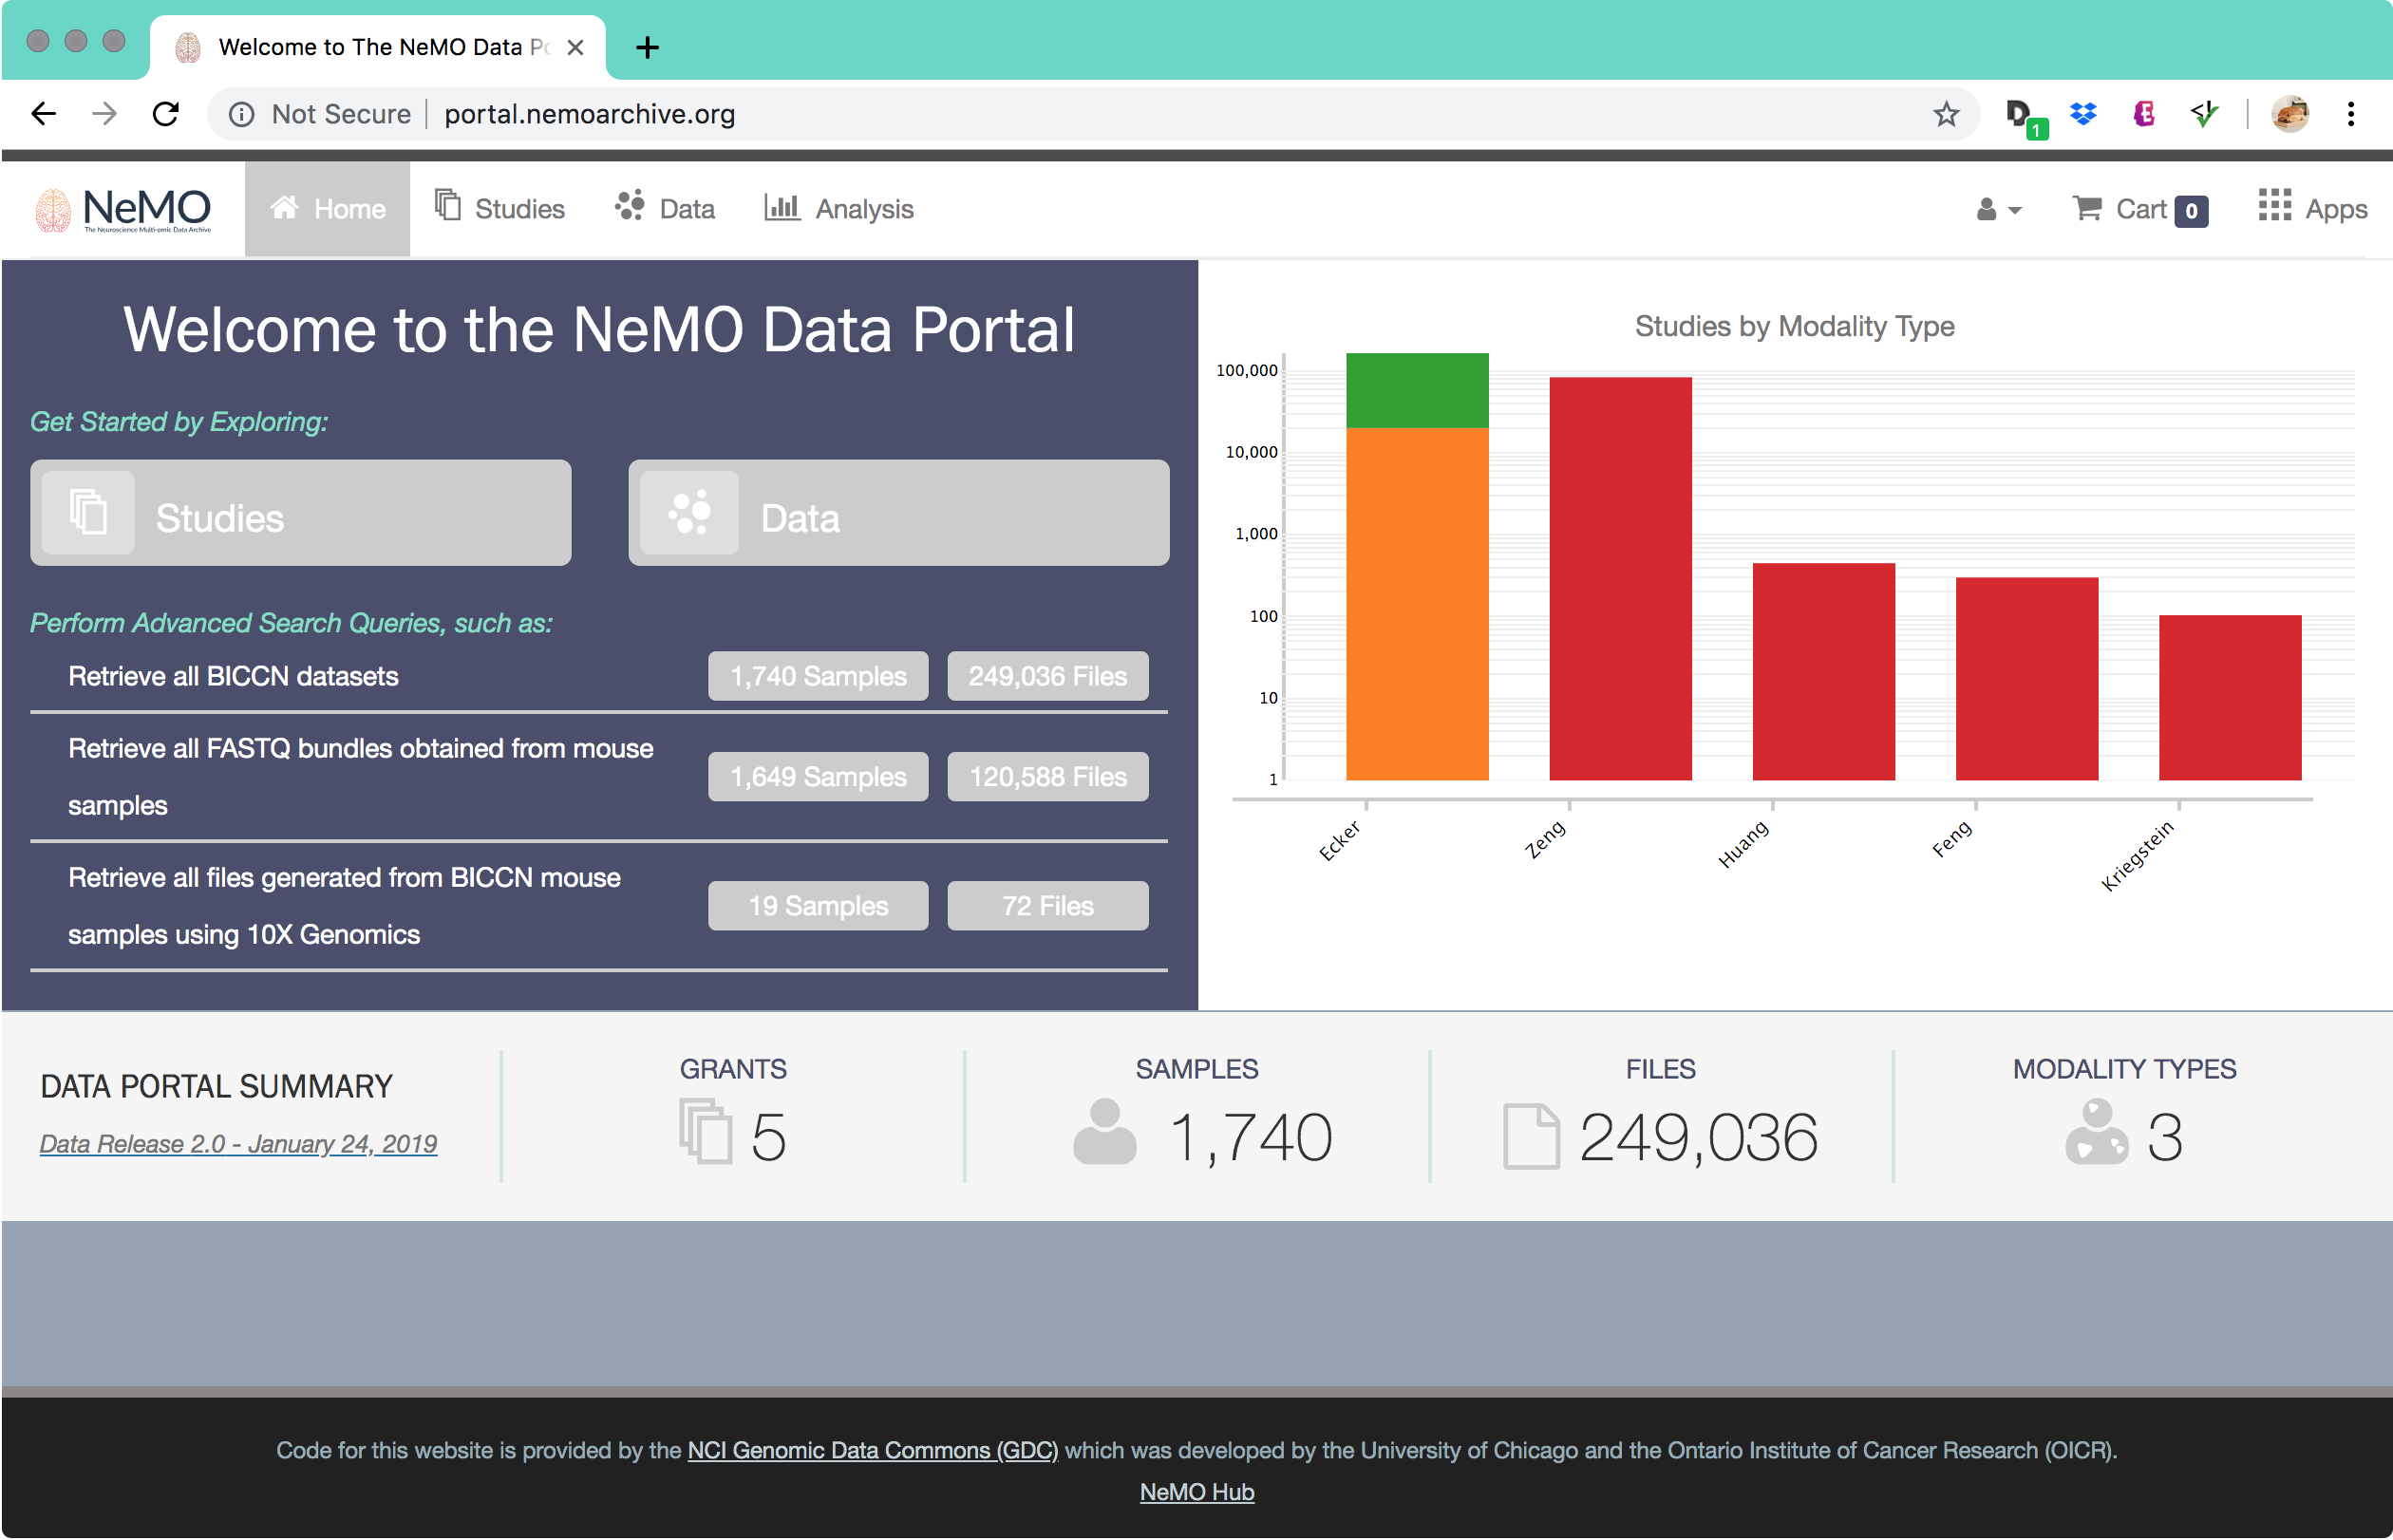 Welcome to The NeMO Data Po
Not Secure
portal.nemoarchive.org
1
NeMO
The Neuroscience Multi-omic Data Archive
Home
Studies
Data
Analysis
Cart 0
Apps
Welcome to the NeMO Data Portal
Get Started by Exploring:
Studies
Data
Perform Advanced Search Queries, such as:
Retrieve all BICCN datasets
1,740 Samples
249,036 Files
Retrieve all FASTQ bundles obtained from mouse
samples
1,649 Samples
120,588 Files
Retrieve all files generated from BICCN mouse
samples using 10X Genomics
19 Samples
72 Files
Studies by Modality Type
100,000
10,000
1,000
100
10
1
Ecker
Zeng
Huang
Feng
Kriegstein
DATA PORTAL SUMMARY
Data Release 2.0 - January 24, 2019
GRANTS
5
SAMPLES
1,740
FILES
249,036
MODALITY TYPES
3
Code for this website is provided by the NCI Genomic Data Commons (GDC) which was developed by the University of Chicago and the Ontario Institute of Cancer Research (OICR).
NeMO Hub